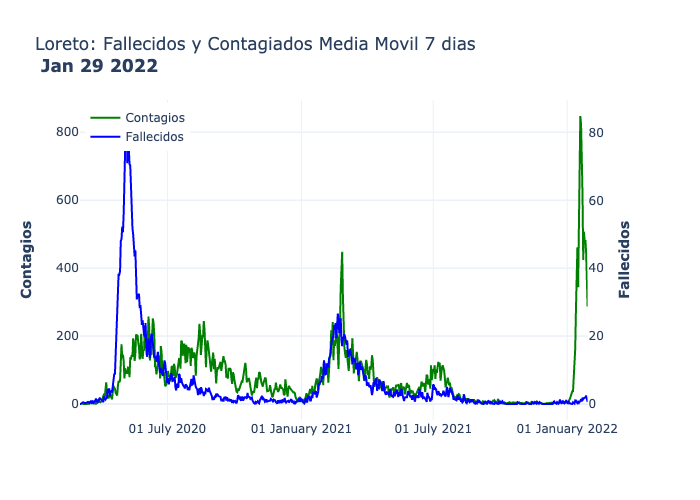 Loreto: Fallecidos y Contagiados Media Movil 7 dias
Jan 29 2022
Contagios
Fallecidos
800
600
400
200
0
80
60
40
20
0
Contagios
Fallecidos
01 July 2020
01 January 2021
01 July 2021
01 January 2022